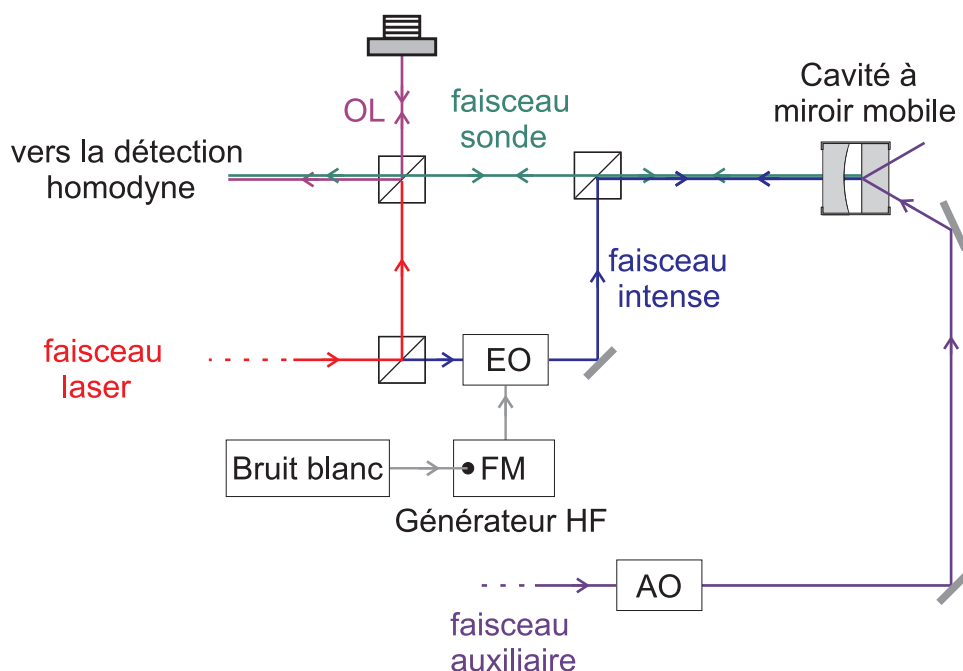 Cavité à
miroir mobile
OL
faisceau
sonde
vers la détection
homodyne
faisceau
intense
faisceau
laser
EO
Bruit blanc
FM
Générateur HF
AO
faisceau
auxiliaire